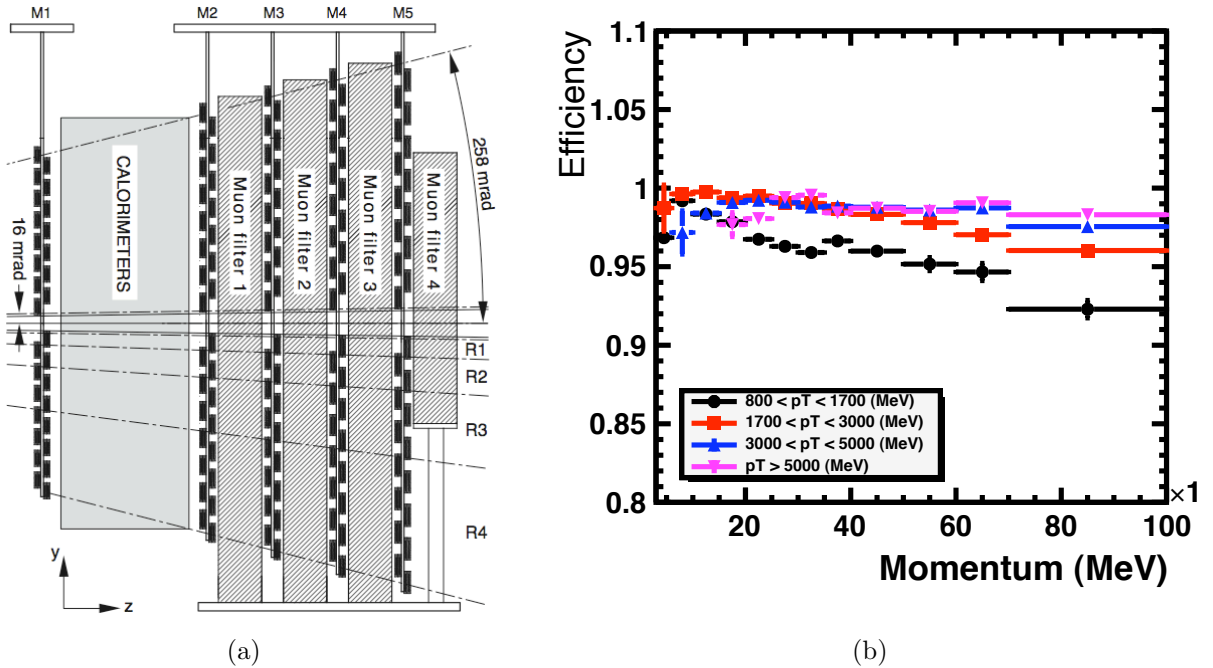 M1
M2
M3
M4
M5
16 mrad
CALORIMETERS
Muon filter 1
Muon filter 2
Muon filter 3
Muon filter 4
258 mrad
R1
R2
R3
R4
y
z
(a)
Efficiency
1.1
1.05
1
0.95
0.9
0.85
0.8
800 < pT < 1700 (MeV)
1700 < pT < 3000 (MeV)
3000 < pT < 5000 (MeV)
pT > 5000 (MeV)
×1
20 40 60 80 100
Momentum (MeV)
(b)